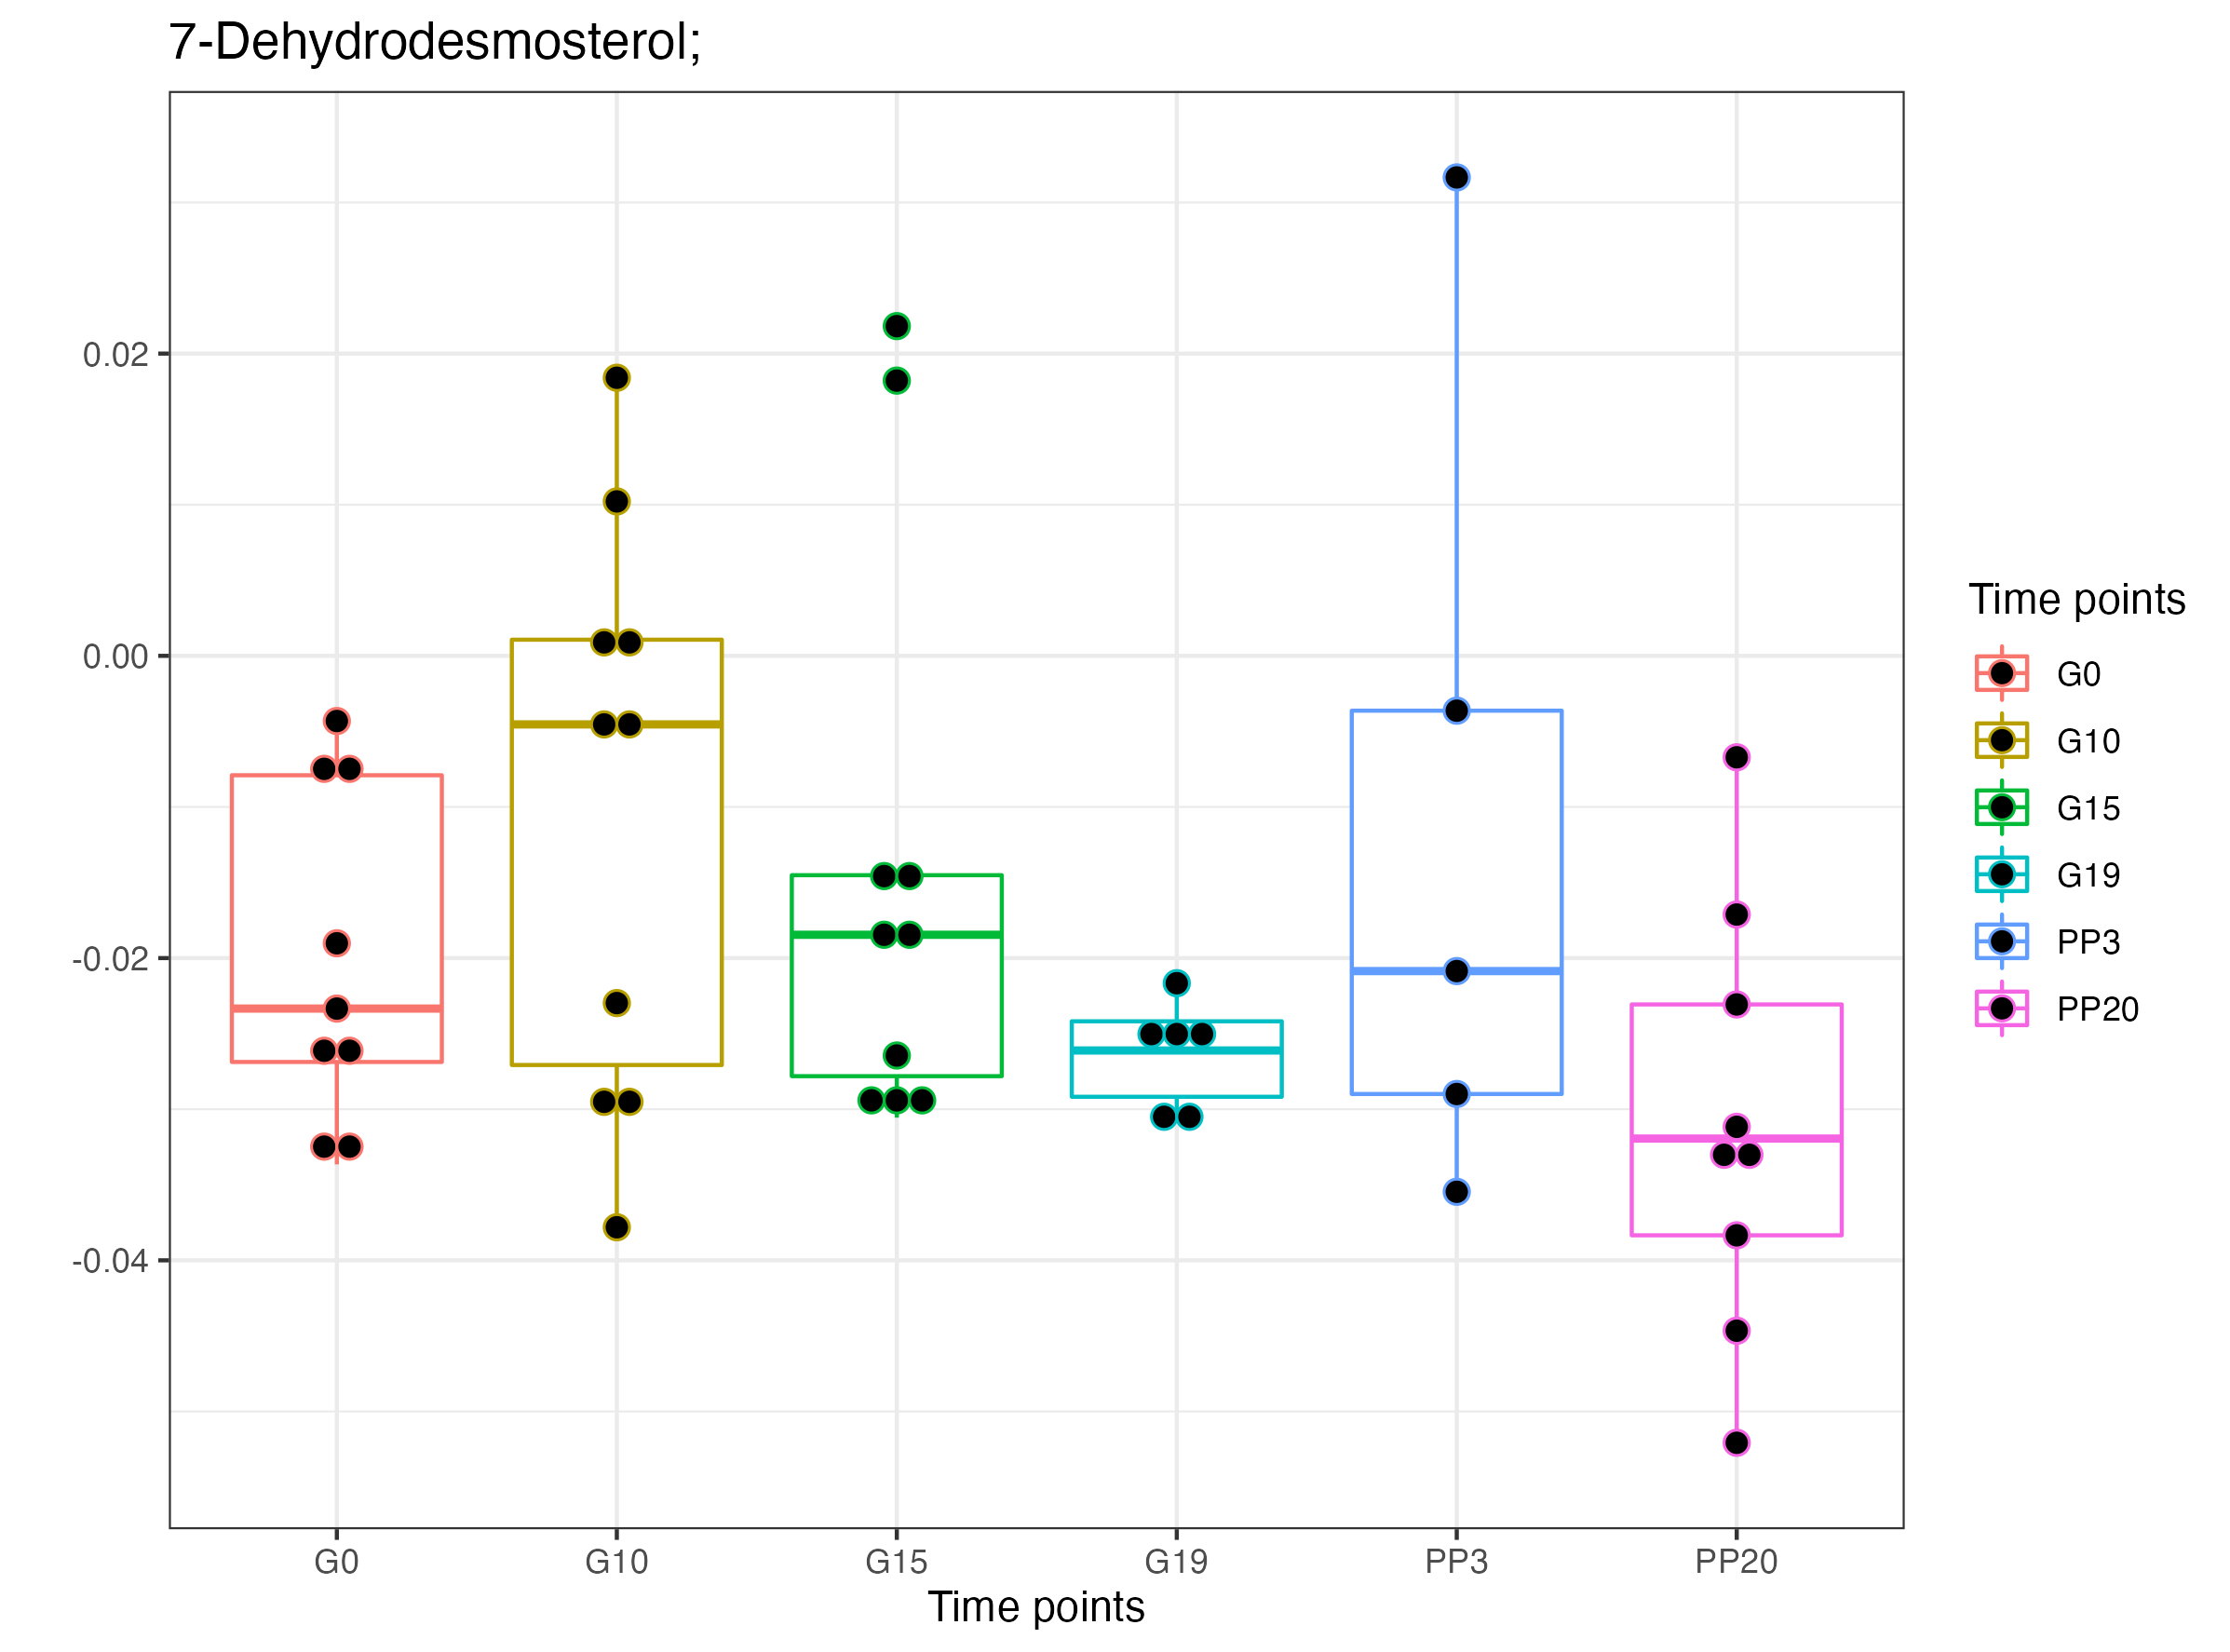 7-Dehydrodesmosterol;
0.02
0.00
-0.02
-0.04
G0 G10 G15 G19 PP3 PP20
Time points
Time points
G0
G10
G15
G19
PP3
PP20